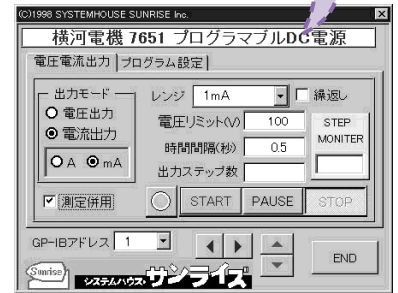 (C)1998 SYSTEMHOUSE SUNRISE Inc.
横河電機 7651 プログラマブルDC電源
電圧電流出力 プログラム設定
出力モード レンジ 1mA 繰返し
電圧出力 電圧リミット(V) 100 STEP
電流出力 時間間隔(秒) 0.5 MONITER
A mA 出力ステップ数
測定併用 START PAUSE STOP
GP-IBアドレス 1 END
Sunrise システムハウス・サンライズ